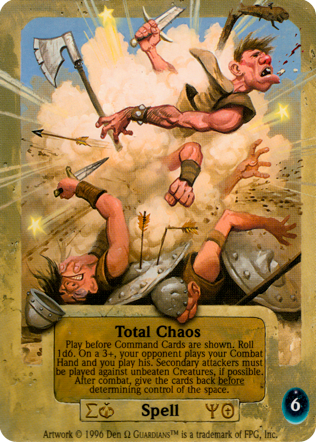 Total Chaos
Play before Command Cards are shown. Roll
1d6. On a 3+, your opponent plays your Combat
Hand and you play his. Secondary attackers must
be played against unbeaten Creatures, if possible.
After combat, give the cards back before
determining control of the space.
Spell
6
Artwork © 1996 Den Ω GUARDIANS™ is a trademark of FPG, Inc.